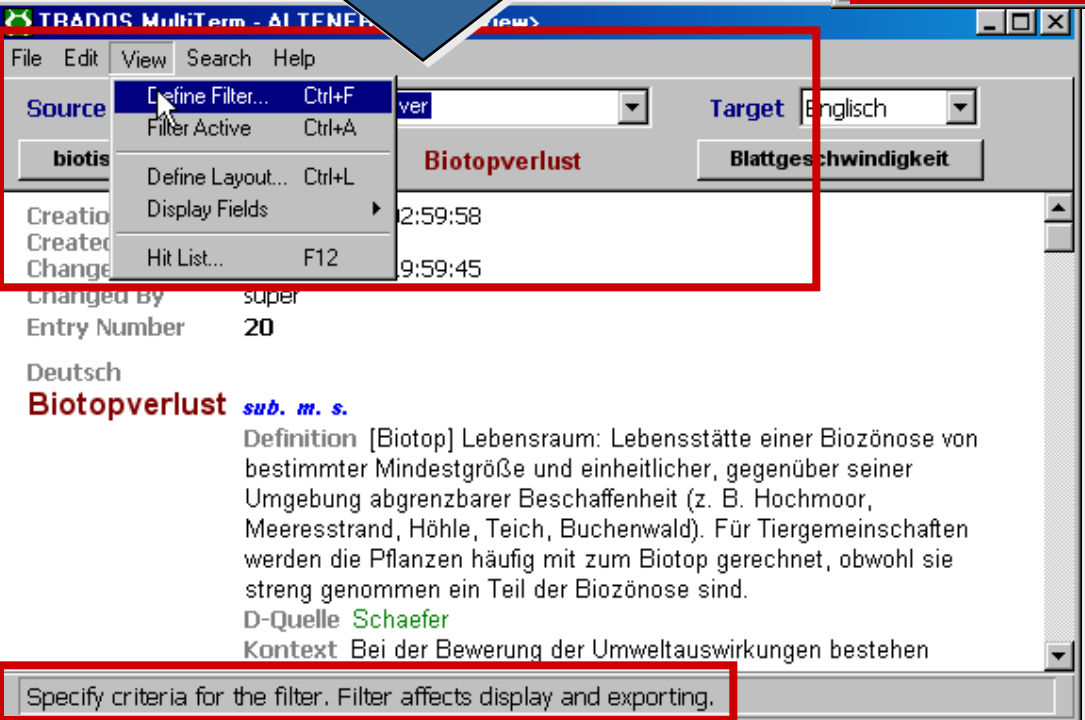 TRADOS MultiTerm - ALTENER
File Edit View Search Help
Define Filter... Ctrl+F
Filter Active Ctrl+A
Define Layout... Ctrl+L
Display Fields
Hit List... F12
Source ver Target Englisch
Biotopverlust Blattgeschwindigkeit
02:59:58
Changed By super
Entry Number 20
Deutsch
Biotopverlust sub. m. s.
Definition [Biotop] Lebensraum: Lebensstätte einer Biozönose von
bestimmter Mindestgröße und einheitlicher, gegenüber seiner
Umgebung abgrenzbarer Beschaffenheit (z. B. Hochmoor,
Meeresstrand, Höhle, Teich, Buchenwald). Für Tiergemeinschaften
werden die Pflanzen häufig mit zum Biotop gerechnet, obwohl sie
streng genommen ein Teil der Biozönose sind.
D-Quelle Schaefer
Kontext Bei der Bewerung der Umweltauswirkungen bestehen
Specify criteria for the filter. Filter affects display and exporting.